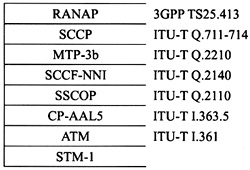 RANAP 3GPP TS25.413
SCCP ITU-T Q.711-714
MTP-3b ITU-T Q.2210
SCCF-NNI ITU-T Q.2140
SSCOP ITU-T Q.2110
CP-AAL5 ITU-T I.363.5
ATM ITU-T I.361
STM-1